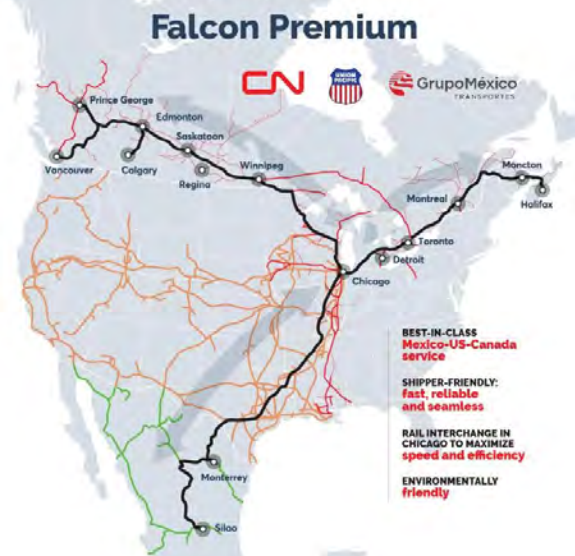 Falcon Premium
CN
UNION
PACIFIC
GrupoMéxico
TRANSPORTES
Prince George
Edmonton
Saskatoon
Vancouver
Calgary
Regina
Winnipeg
Moncton
Montreal
Halifax
Toronto
Detroit
Chicago
BEST-IN-CLASS
Mexico-US-Canada
service
SHIPPER-FRIENDLY:
fast, reliable
and seamless
RAIL INTERCHANGE IN
CHICAGO TO MAXIMIZE
speed and efficiency
ENVIRONMENTALLY
friendly
Monterrey
Silao